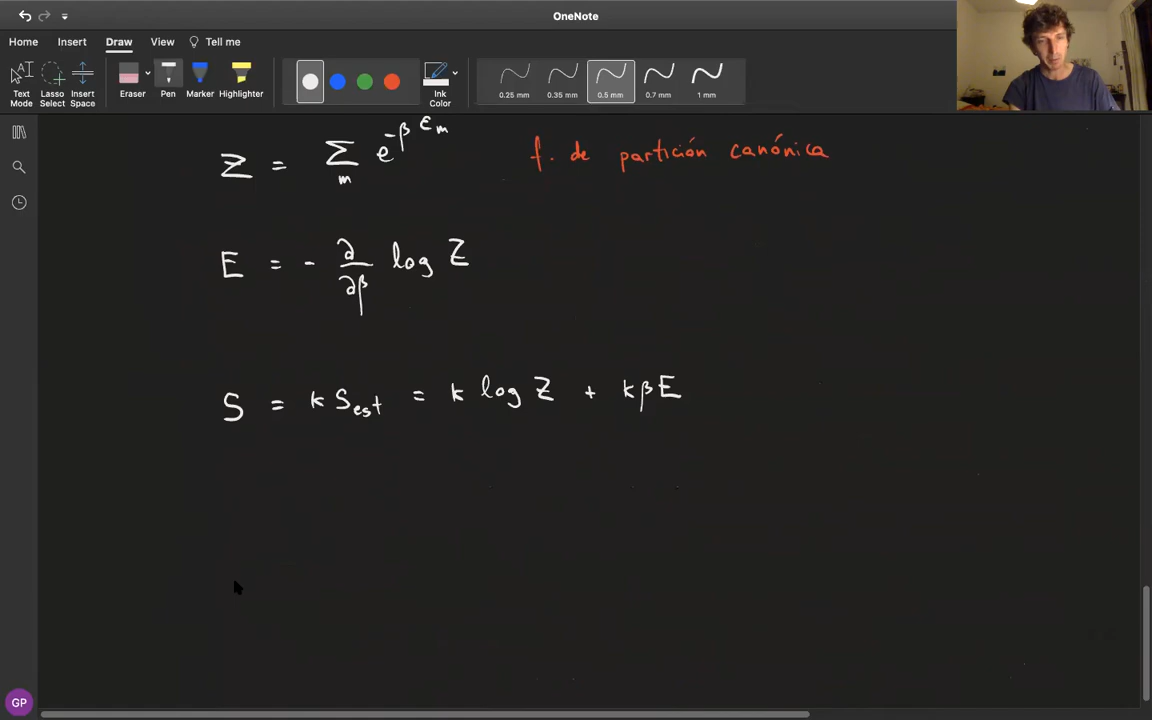 OneNote
Home Insert Draw View Tell me
Text Mode Lasso Select Insert Space Eraser Pen Marker Highlighter Ink Color 0.25 mm 0.35 mm 0.5 mm 0.7 mm 1 mm
Z = Σ_m e^{-β ε_m} f. de partición canónica
E = - ∂/∂β log Z
S = k S_est = k log Z + kβE
GP